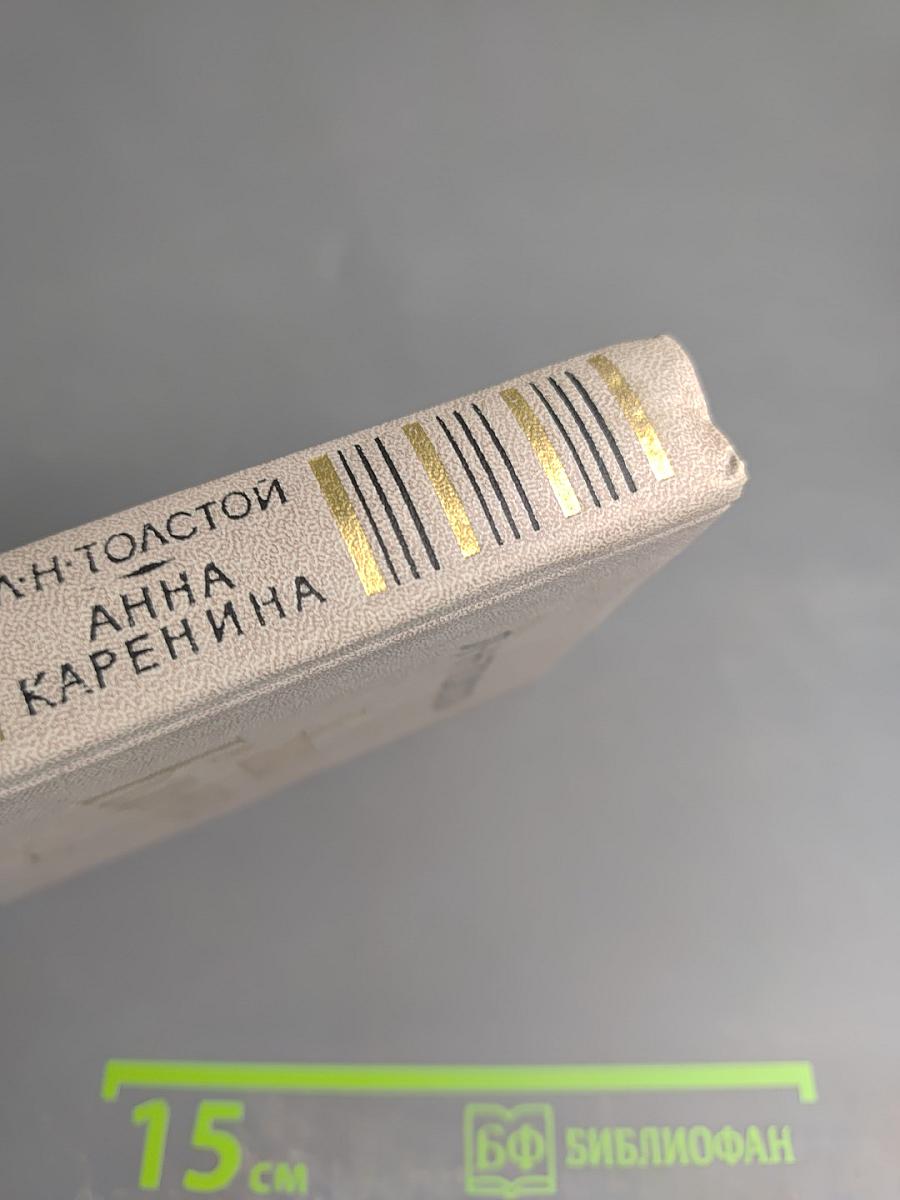 Л·Н·ТОЛСТОЙ
АННА
КАРЕНИНА
15 см
БФ БИБЛИОФАН